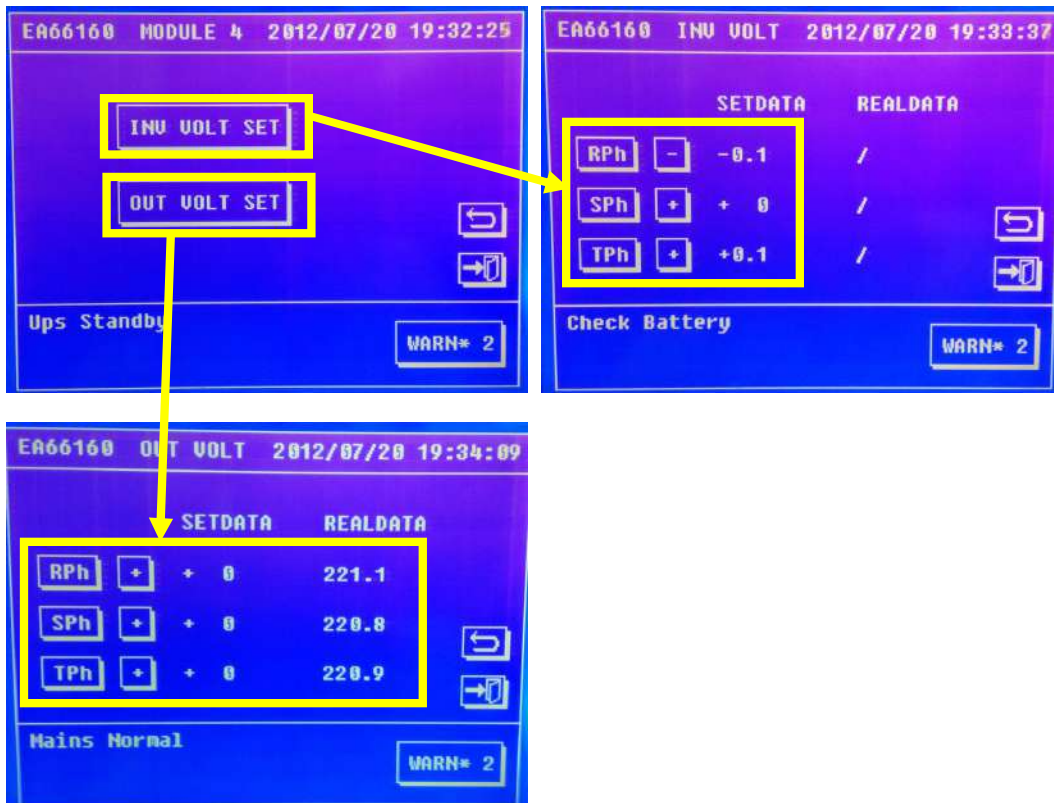 EA66160 MODULE 4 2012/07/20 19:32:25
INV VOLT SET
OUT VOLT SET
Ups Standby
WARN* 2
EA66160 INV VOLT 2012/07/20 19:33:37
SETDATA REALDATA
RPh - -0.1 /
SPh + + 0 /
TPh + +0.1 /
Check Battery
WARN* 2
EA66160 OUT VOLT 2012/07/20 19:34:09
SETDATA REALDATA
RPh + + 0 221.1
SPh + + 0 220.8
TPh + + 0 220.9
Mains Normal
WARN* 2